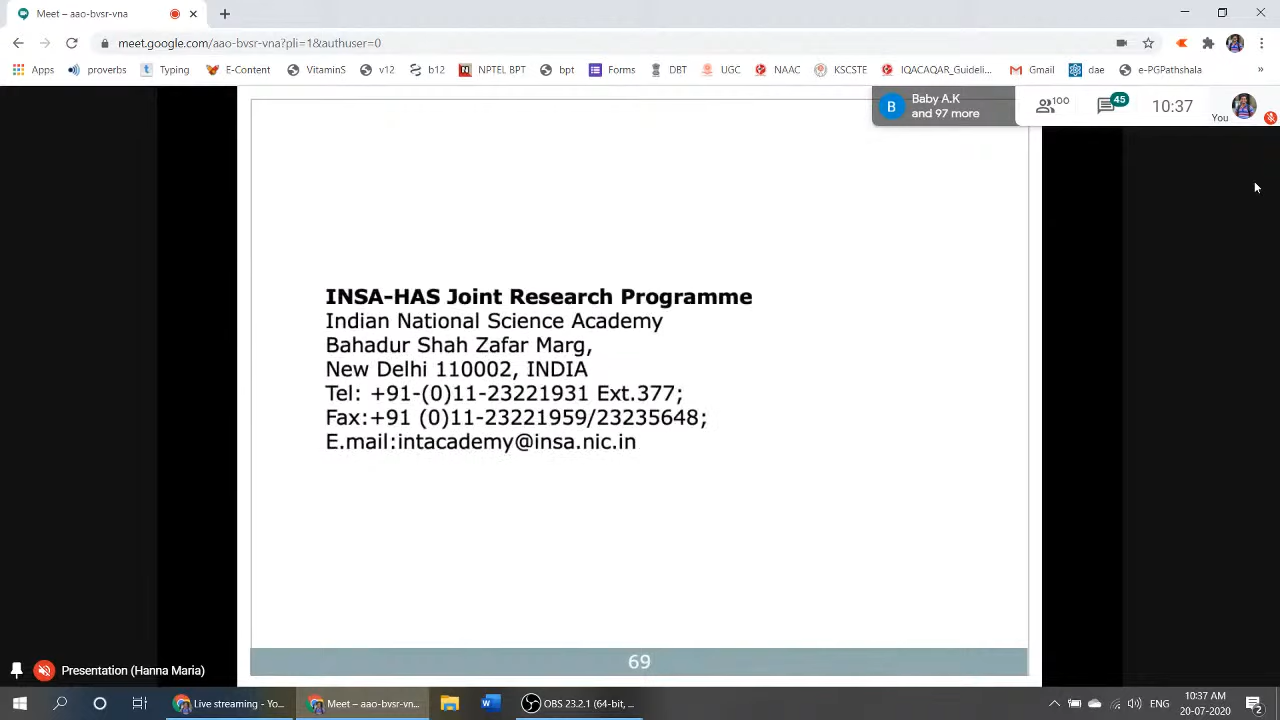 Meet – aao-bvsr-vna
meet.google.com/aao-bvsr-vna?pli=1&authuser=0
Apps proverbs Typing E-Content VitaminS v12 b12 NPTEL BPT bpt Forms DBT UGC NAAC KSCSTE IQACAQAR_Guideli... Gmail dae e-PGPathshala »
B Baby A.K
and 97 more
100 45 10:37 You
INSA-HAS Joint Research Programme
Indian National Science Academy
Bahadur Shah Zafar Marg,
New Delhi 110002, INDIA
Tel: +91-(0)11-23221931 Ext.377;
Fax:+91 (0)11-23221959/23235648;
E.mail:intacademy@insa.nic.in
69
Presentation (Hanna Maria)
Live streaming - Yo... Meet – aao-bvsr-vn... OBS 23.2.1 (64-bit, ... ENG 10:37 AM
20-07-2020 2